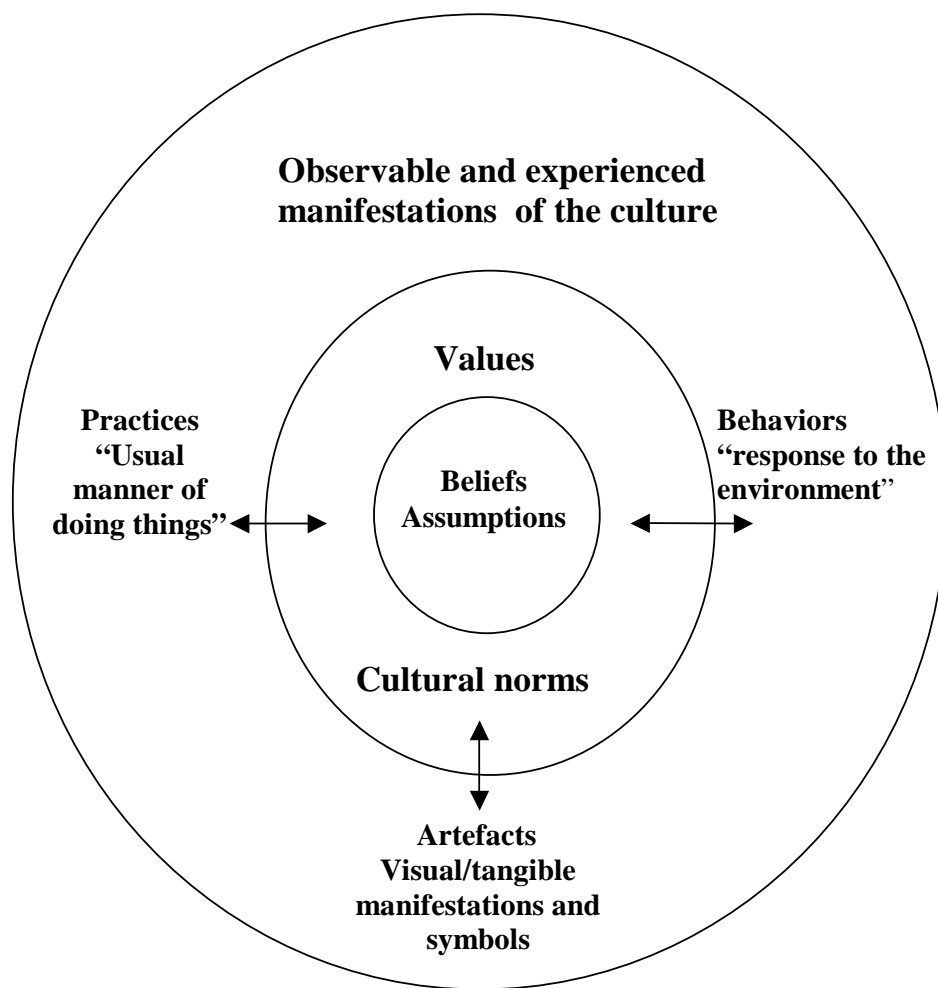 Observable and experienced
manifestations of the culture
Values
Practices
“Usual
manner of
doing things”
Beliefs
Assumptions
Behaviors
“response to the
environment”
Cultural norms
Artefacts
Visual/tangible
manifestations and
symbols